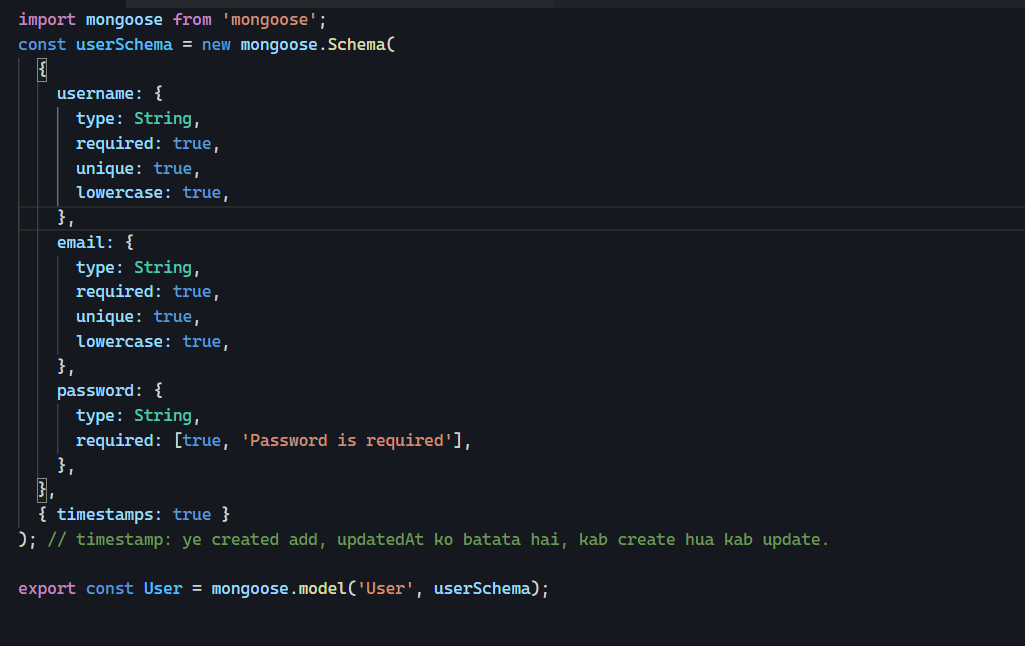 import mongoose from 'mongoose';
const userSchema = new mongoose.Schema(
  {
    username: {
      type: String,
      required: true,
      unique: true,
      lowercase: true,
    },
    email: {
      type: String,
      required: true,
      unique: true,
      lowercase: true,
    },
    password: {
      type: String,
      required: [true, 'Password is required'],
    },
  },
  { timestamps: true }
); // timestamp: ye created add, updatedAt ko batata hai, kab create hua kab update.

export const User = mongoose.model('User', userSchema);